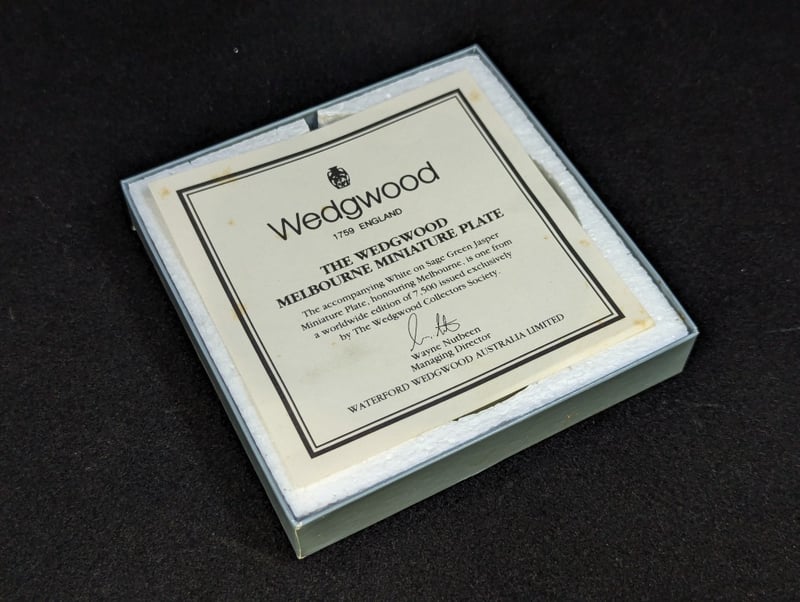 Wedgwood
1759 ENGLAND
THE WEDGWOOD
MELBOURNE MINIATURE PLATE
The accompanying White on Sage Green Jasper
Miniature Plate, honouring Melbourne, is one from
a worldwide edition of 7,500 issued exclusively
by The Wedgwood Collectors Society.
Wayne Nutbeen
Managing Director
WATERFORD WEDGWOOD AUSTRALIA LIMITED